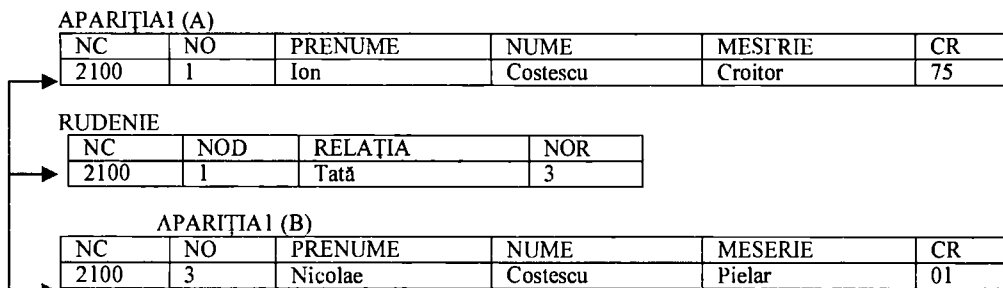 APARIŢIA1 (A)
NC NO PRENUME NUME MESTRIE CR
2100 1 Ion Costescu Croitor 75
RUDENIE
NC NOD RELAŢIA NOR
2100 1 Tată 3
APARIŢIA1 (B)
NC NO PRENUME NUME MESERIE CR
2100 3 Nicolae Costescu Pielar 01